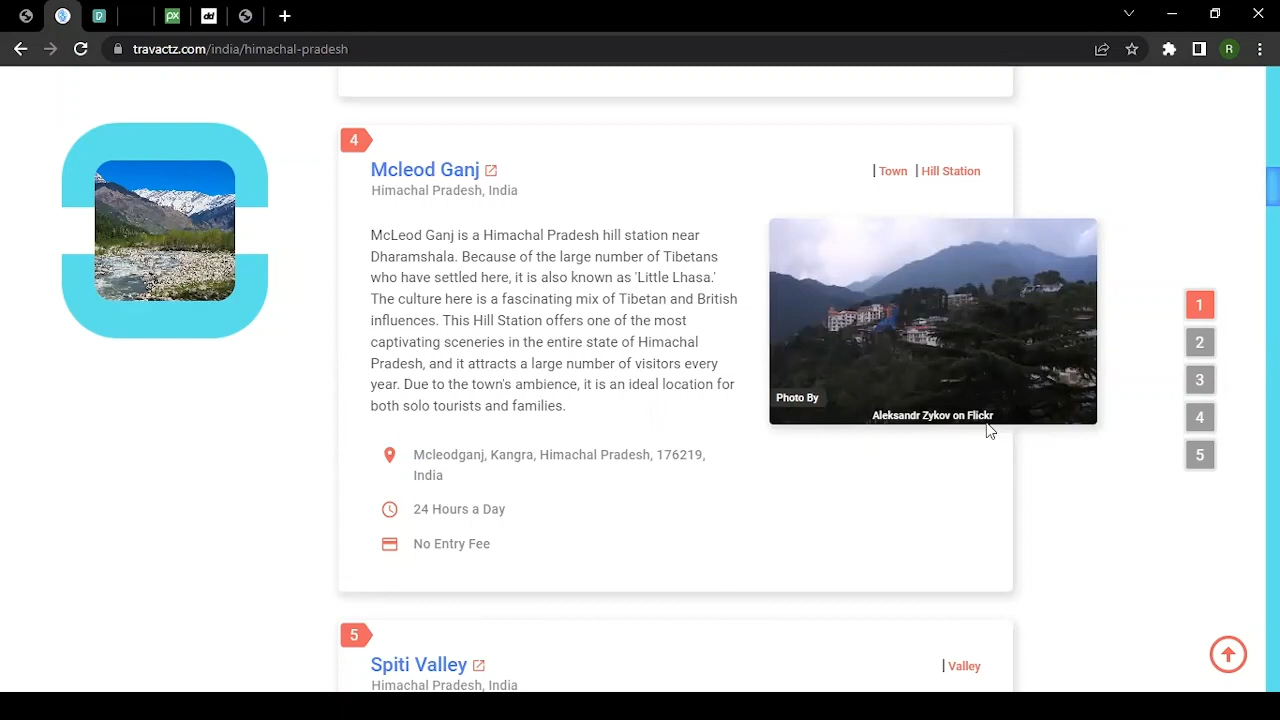 px
dd
travactz.com/india/himachal-pradesh
R
4
Mcleod Ganj
Town Hill Station
Himachal Pradesh, India
McLeod Ganj is a Himachal Pradesh hill station near
Dharamshala. Because of the large number of Tibetans
who have settled here, it is also known as 'Little Lhasa.'
The culture here is a fascinating mix of Tibetan and British
influences. This Hill Station offers one of the most
captivating sceneries in the entire state of Himachal
Pradesh, and it attracts a large number of visitors every
year. Due to the town's ambience, it is an ideal location for
both solo tourists and families.
Photo By
Aleksandr Zykov on Flickr
Mcleodganj, Kangra, Himachal Pradesh, 176219,
India
24 Hours a Day
No Entry Fee
1
2
3
4
5
5
Spiti Valley
Valley
Himachal Pradesh, India